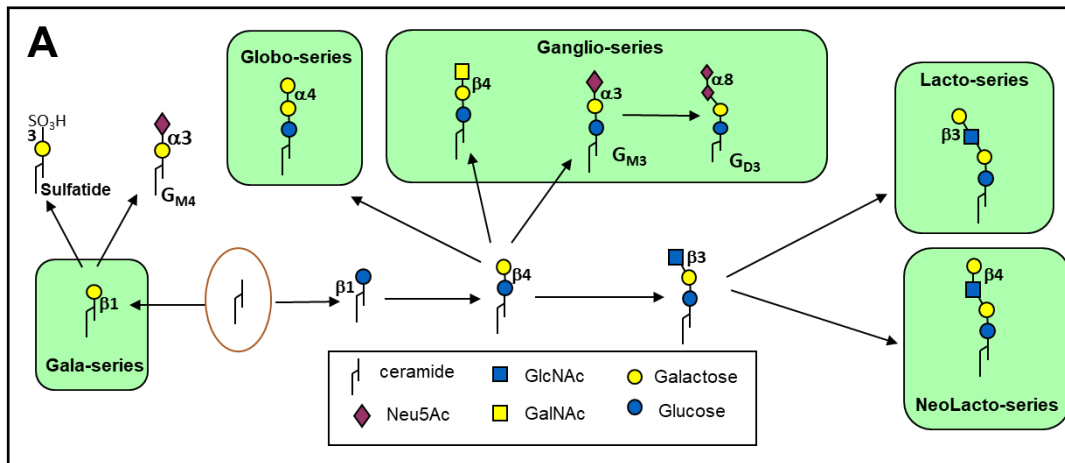 A
Globo-series
α4
Ganglio-series
β4
α3
GM3
α8
GD3
Lacto-series
β3
SO3H
3
Sulfatide
α3
GM4
β1
Gala-series
β1
β4
β3
β4
NeoLacto-series
ceramide
GlcNAc
Galactose
Neu5Ac
GalNAc
Glucose